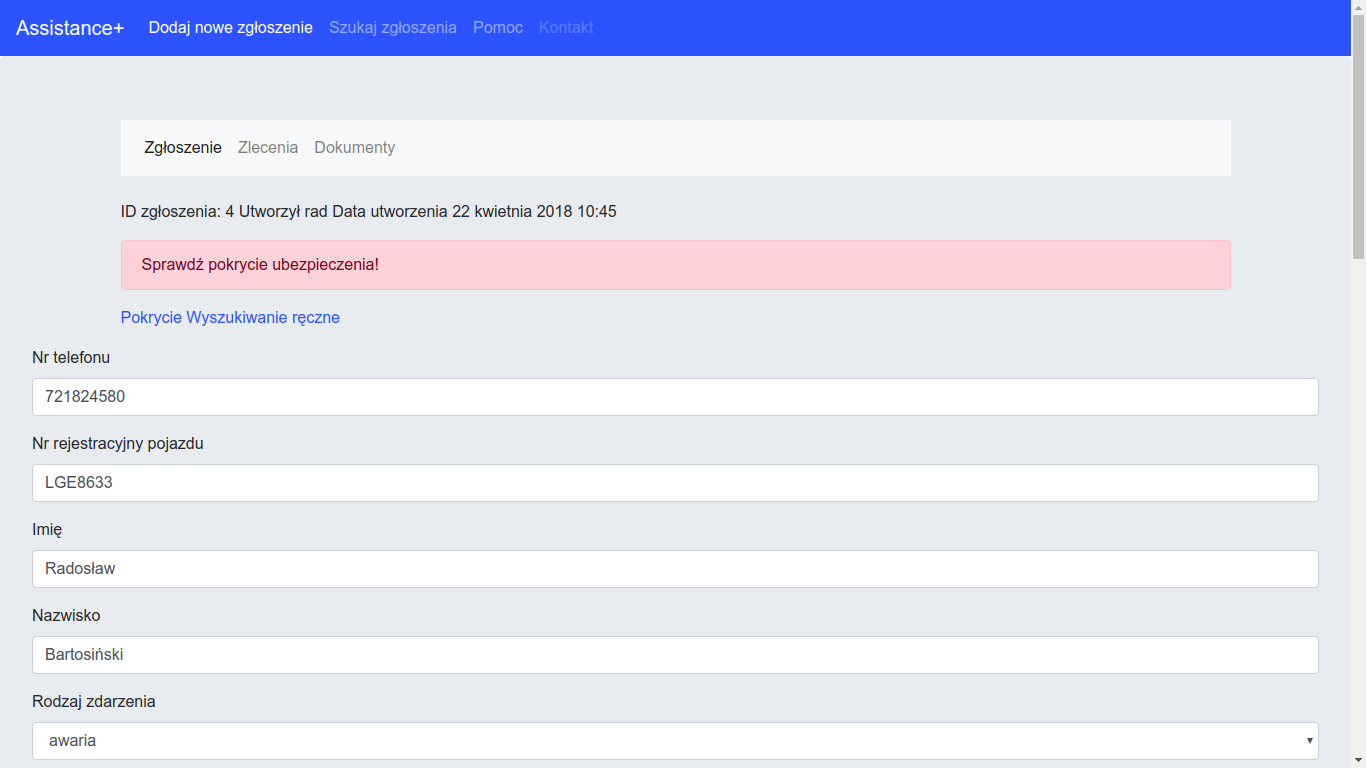 Assistance+ Dodaj nowe zgłoszenie Szukaj zgłoszenia Pomoc Kontakt
Zgłoszenie Zlecenia Dokumenty
ID zgłoszenia: 4 Utworzył rad Data utworzenia 22 kwietnia 2018 10:45
Sprawdź pokrycie ubezpieczenia!
Pokrycie Wyszukiwanie ręczne
Nr telefonu
721824580
Nr rejestracyjny pojazdu
LGE8633
Imię
Radosław
Nazwisko
Bartosiński
Rodzaj zdarzenia
awaria